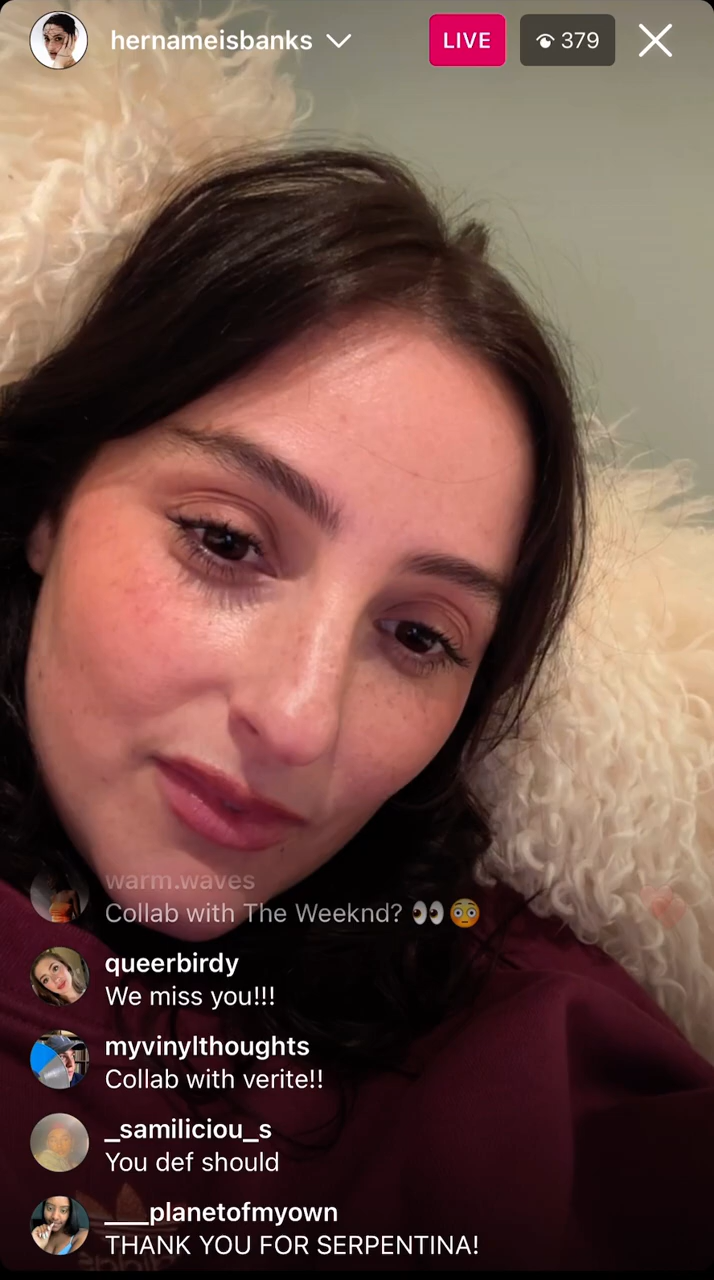 hernameisbanks
LIVE
379
warm.waves
Collab with The Weeknd? 👀😳
queerbirdy
We miss you!!!
myvinylthoughts
Collab with verite!!
_samiliciou_s
You def should
____planetofmyown
THANK YOU FOR SERPENTINA!
adidas